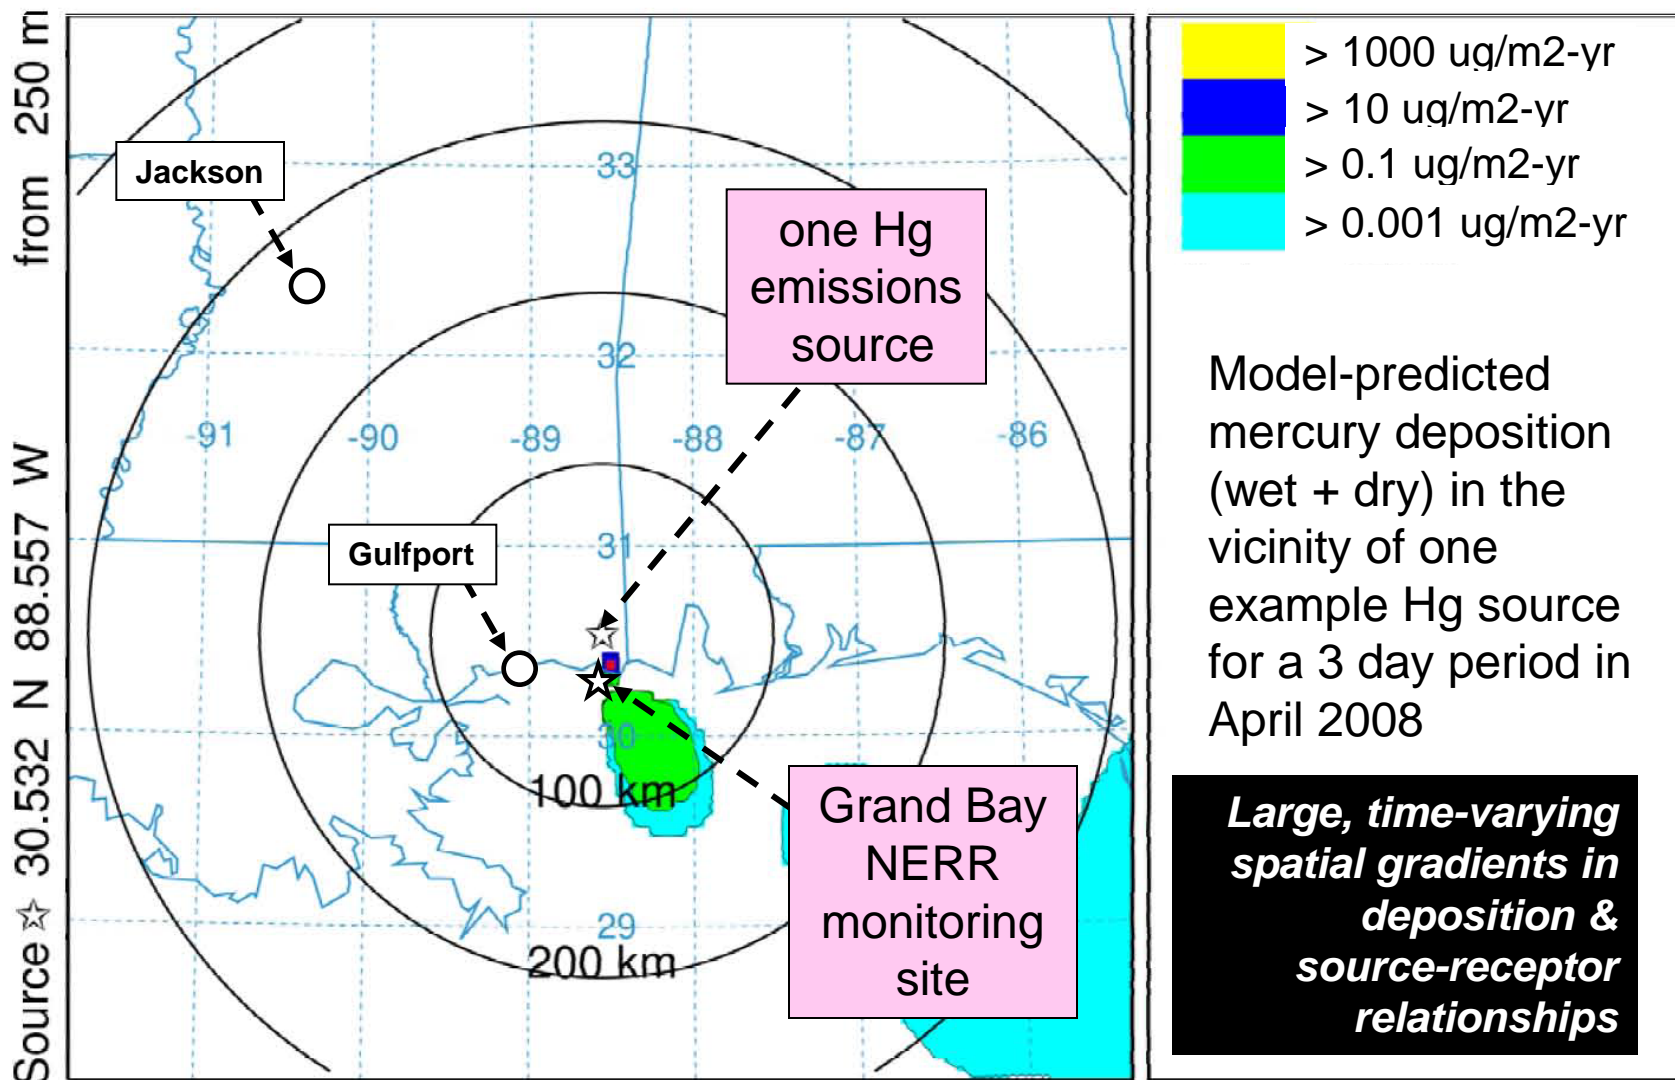 Source ☆ 30.532 N 88.557 W from 250 m
Jackson
33
one Hg
emissions
source
32
-91
-90
-89
-88
-87
-86
Gulfport
31
30
100 km
Grand Bay
NERR
monitoring
site
29
200 km
> 1000 ug/m2-yr
> 10 ug/m2-yr
> 0.1 ug/m2-yr
> 0.001 ug/m2-yr
Model-predicted
mercury deposition
(wet + dry) in the
vicinity of one
example Hg source
for a 3 day period in
April 2008
Large, time-varying
spatial gradients in
deposition &
source-receptor
relationships